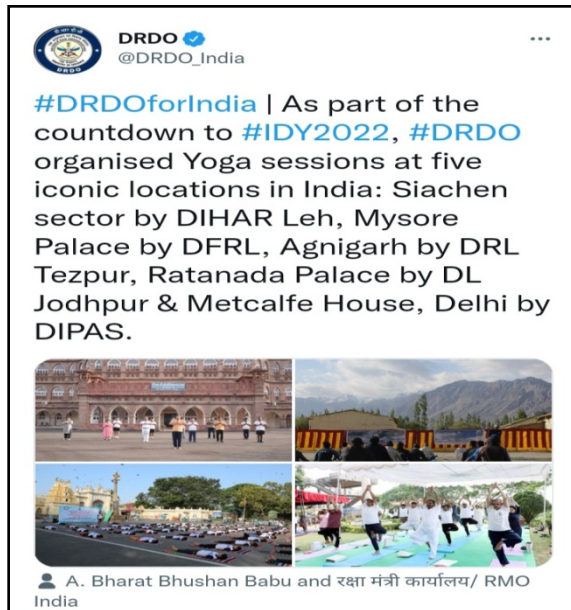 DRDO
@DRDO_India
#DRDOforIndia | As part of the
countdown to #IDY2022, #DRDO
organised Yoga sessions at five
iconic locations in India: Siachen
sector by DIHAR Leh, Mysore
Palace by DFRL, Agnigarh by DRL
Tezpur, Ratanada Palace by DL
Jodhpur & Metcalfe House, Delhi by
DIPAS.
A. Bharat Bhushan Babu and रक्षा मंत्री कार्यालय/ RMO
India